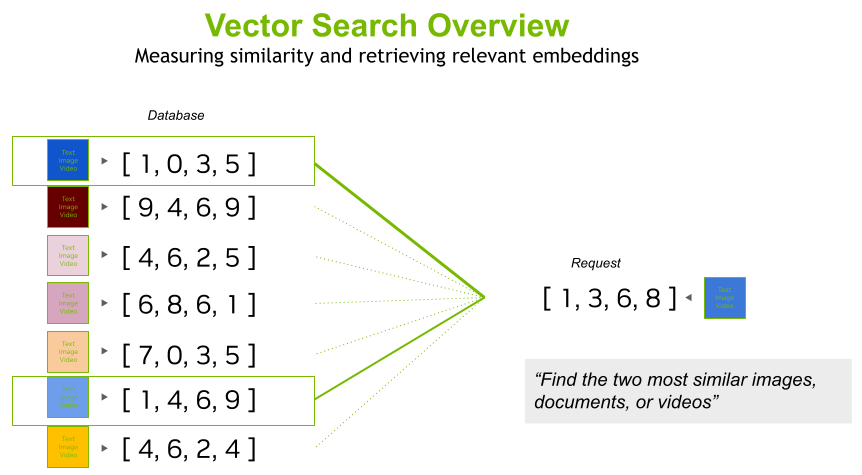 Vector Search Overview
Measuring similarity and retrieving relevant embeddings
Database
Text
Image
Video
[ 1, 0, 3, 5 ]
Text
Image
Video
[ 9, 4, 6, 9 ]
Text
Image
Video
[ 4, 6, 2, 5 ]
Text
Image
Video
[ 6, 8, 6, 1 ]
Text
Image
Video
[ 7, 0, 3, 5 ]
Text
Image
Video
[ 1, 4, 6, 9 ]
Text
Image
Video
[ 4, 6, 2, 4 ]
Request
[ 1, 3, 6, 8 ]
Text
Image
Video
“Find the two most similar images,
documents, or videos”